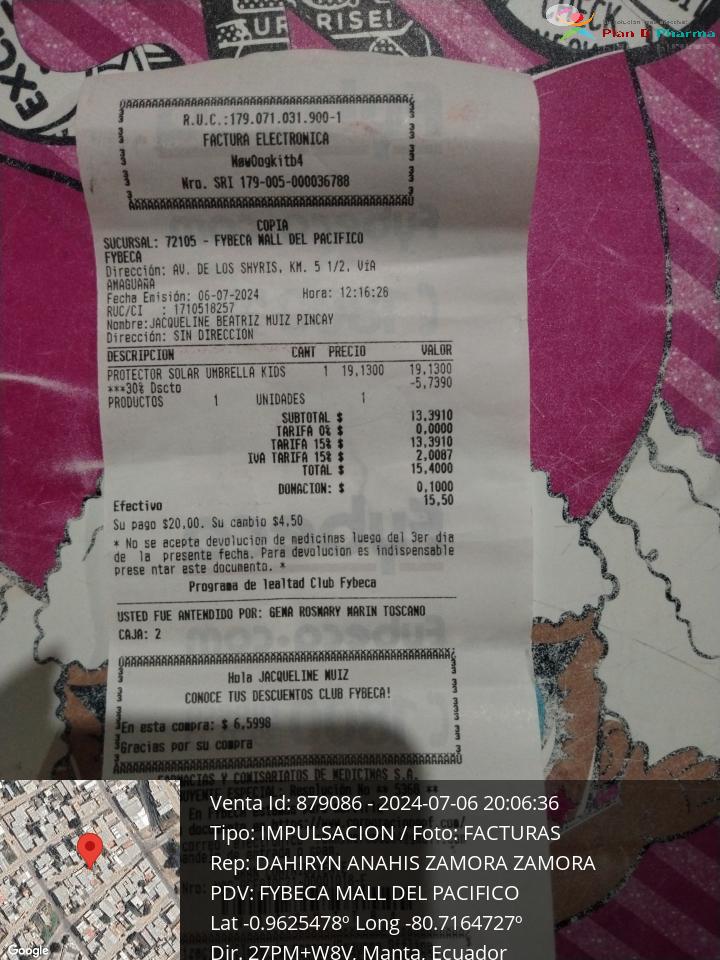 SURPRISE!
Plan D Pharma
R.U.C.:179.071.031.900-1
FACTURA ELECTRONICA
NewOogkitb4
Nro. SRI 179-005-000036788
COPIA
SUCURSAL: 72105 - FYBECA MALL DEL PACIFICO
FYBECA
Dirección: AV. DE LOS SHYRIS, KM. 5 1/2, VíA
AMAGUAÑA
Fecha Emisión: 06-07-2024 Hora: 12:16:28
RUC/CI : 1710518257
Nombre:JACQUELINE BEATRIZ MUIZ PINCAY
Dirección: SIN DIRECCION
DESCRIPCION CANT PRECIO VALOR
PROTECTOR SOLAR UMBRELLA KIDS 1 19,1300 19,1300
***30% Dscto -5,7390
PRODUCTOS 1 UNIDADES 1
SUBTOTAL $ 13,3910
TARIFA 0% $ 0,0000
TARIFA 15% $ 13,3910
IVA TARIFA 15% $ 2,0087
TOTAL $ 15,4000
DONACION: $ 0,1000
Efectivo 15,50
Su pago $20,00. Su cambio $4,50
* No se acepta devolucion de medicinas luego del 3er dia
de la presente fecha. Para devolucion es indispensable
prese ntar este documento. *
Programa de lealtad Club Fybeca
USTED FUE ANTENDIDO POR: GEMA ROSMARY MARIN TOSCANO
CAJA: 2
Hola JACQUELINE MUIZ
CONOCE TUS DESCUENTOS CLUB FYBECA!
En esta compra: $ 6,5998
Gracias por su compra
FARMACIAS Y COMISARIATOS DE MEDICINAS S.A.
Venta Id: 879086 - 2024-07-06 20:06:36
Tipo: IMPULSACION / Foto: FACTURAS
Rep: DAHIRYN ANAHIS ZAMORA ZAMORA
PDV: FYBECA MALL DEL PACIFICO
Lat -0.9625478º Long -80.7164727º
Dir. 27PM+W8V, Manta, Ecuador
Google